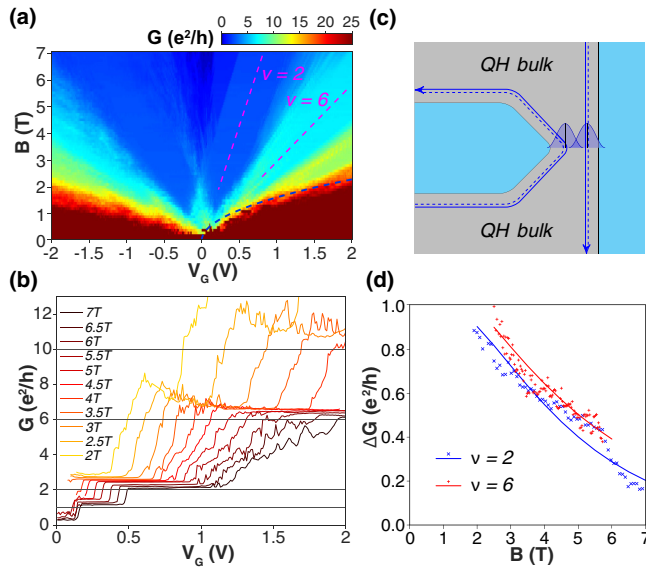 (a)
G (e²/h)
0 5 10 15 20 25
7
6
5
4
3
2
1
0
B (T)
ν = 2
ν = 6
-2 -1.5 -1 -0.5 0 0.5 1 1.5 2
V_G (V)
(b)
12
10
8
6
4
2
0
G (e²/h)
7T
6.5T
6T
5.5T
5T
4.5T
4T
3.5T
3T
2.5T
2T
0 0.5 1.0 1.5 2
V_G (V)
(c)
QH bulk
QH bulk
(d)
1.0
0.8
0.6
0.4
0.2
0.0
ΔG (e²/h)
ν = 2
ν = 6
0 1 2 3 4 5 6 7
B (T)